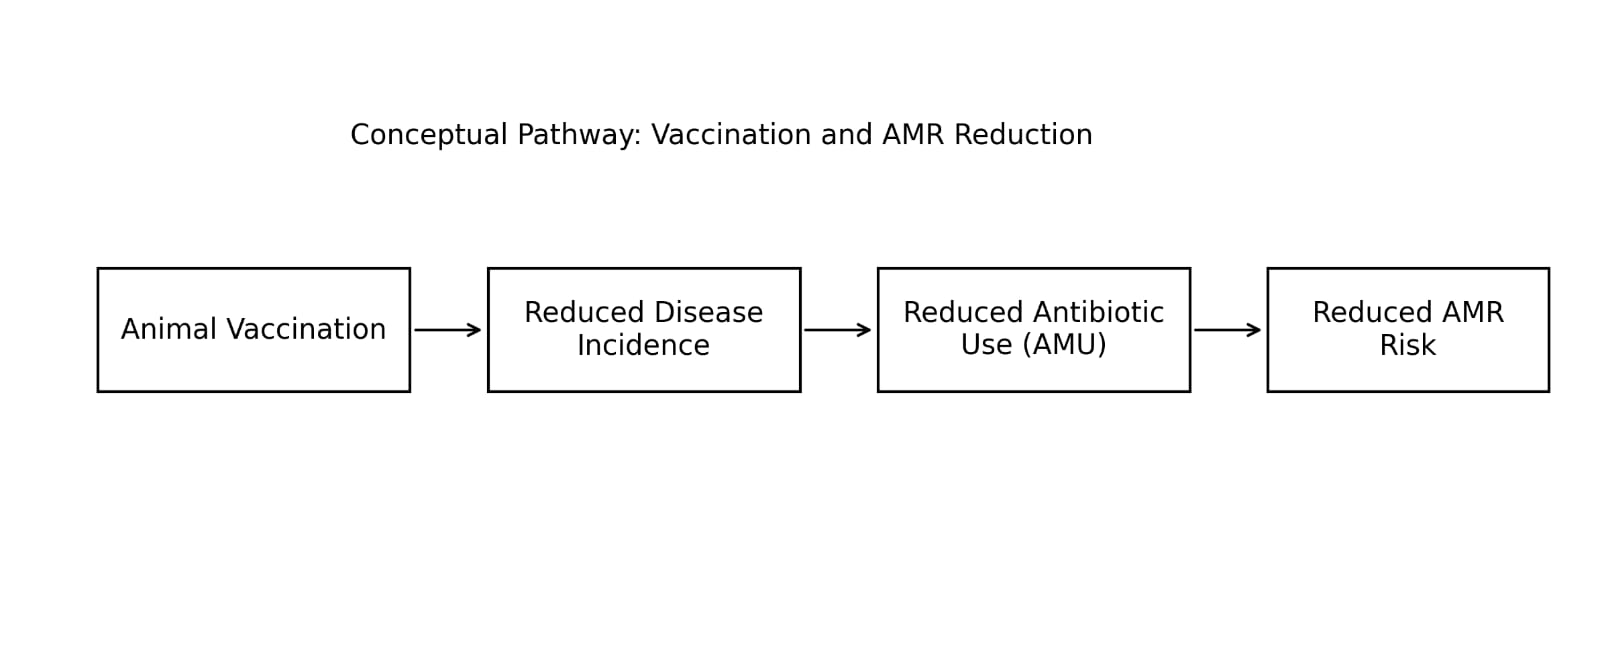 Conceptual Pathway: Vaccination and AMR Reduction
Animal Vaccination
Reduced Disease
Incidence
Reduced Antibiotic
Use (AMU)
Reduced AMR
Risk